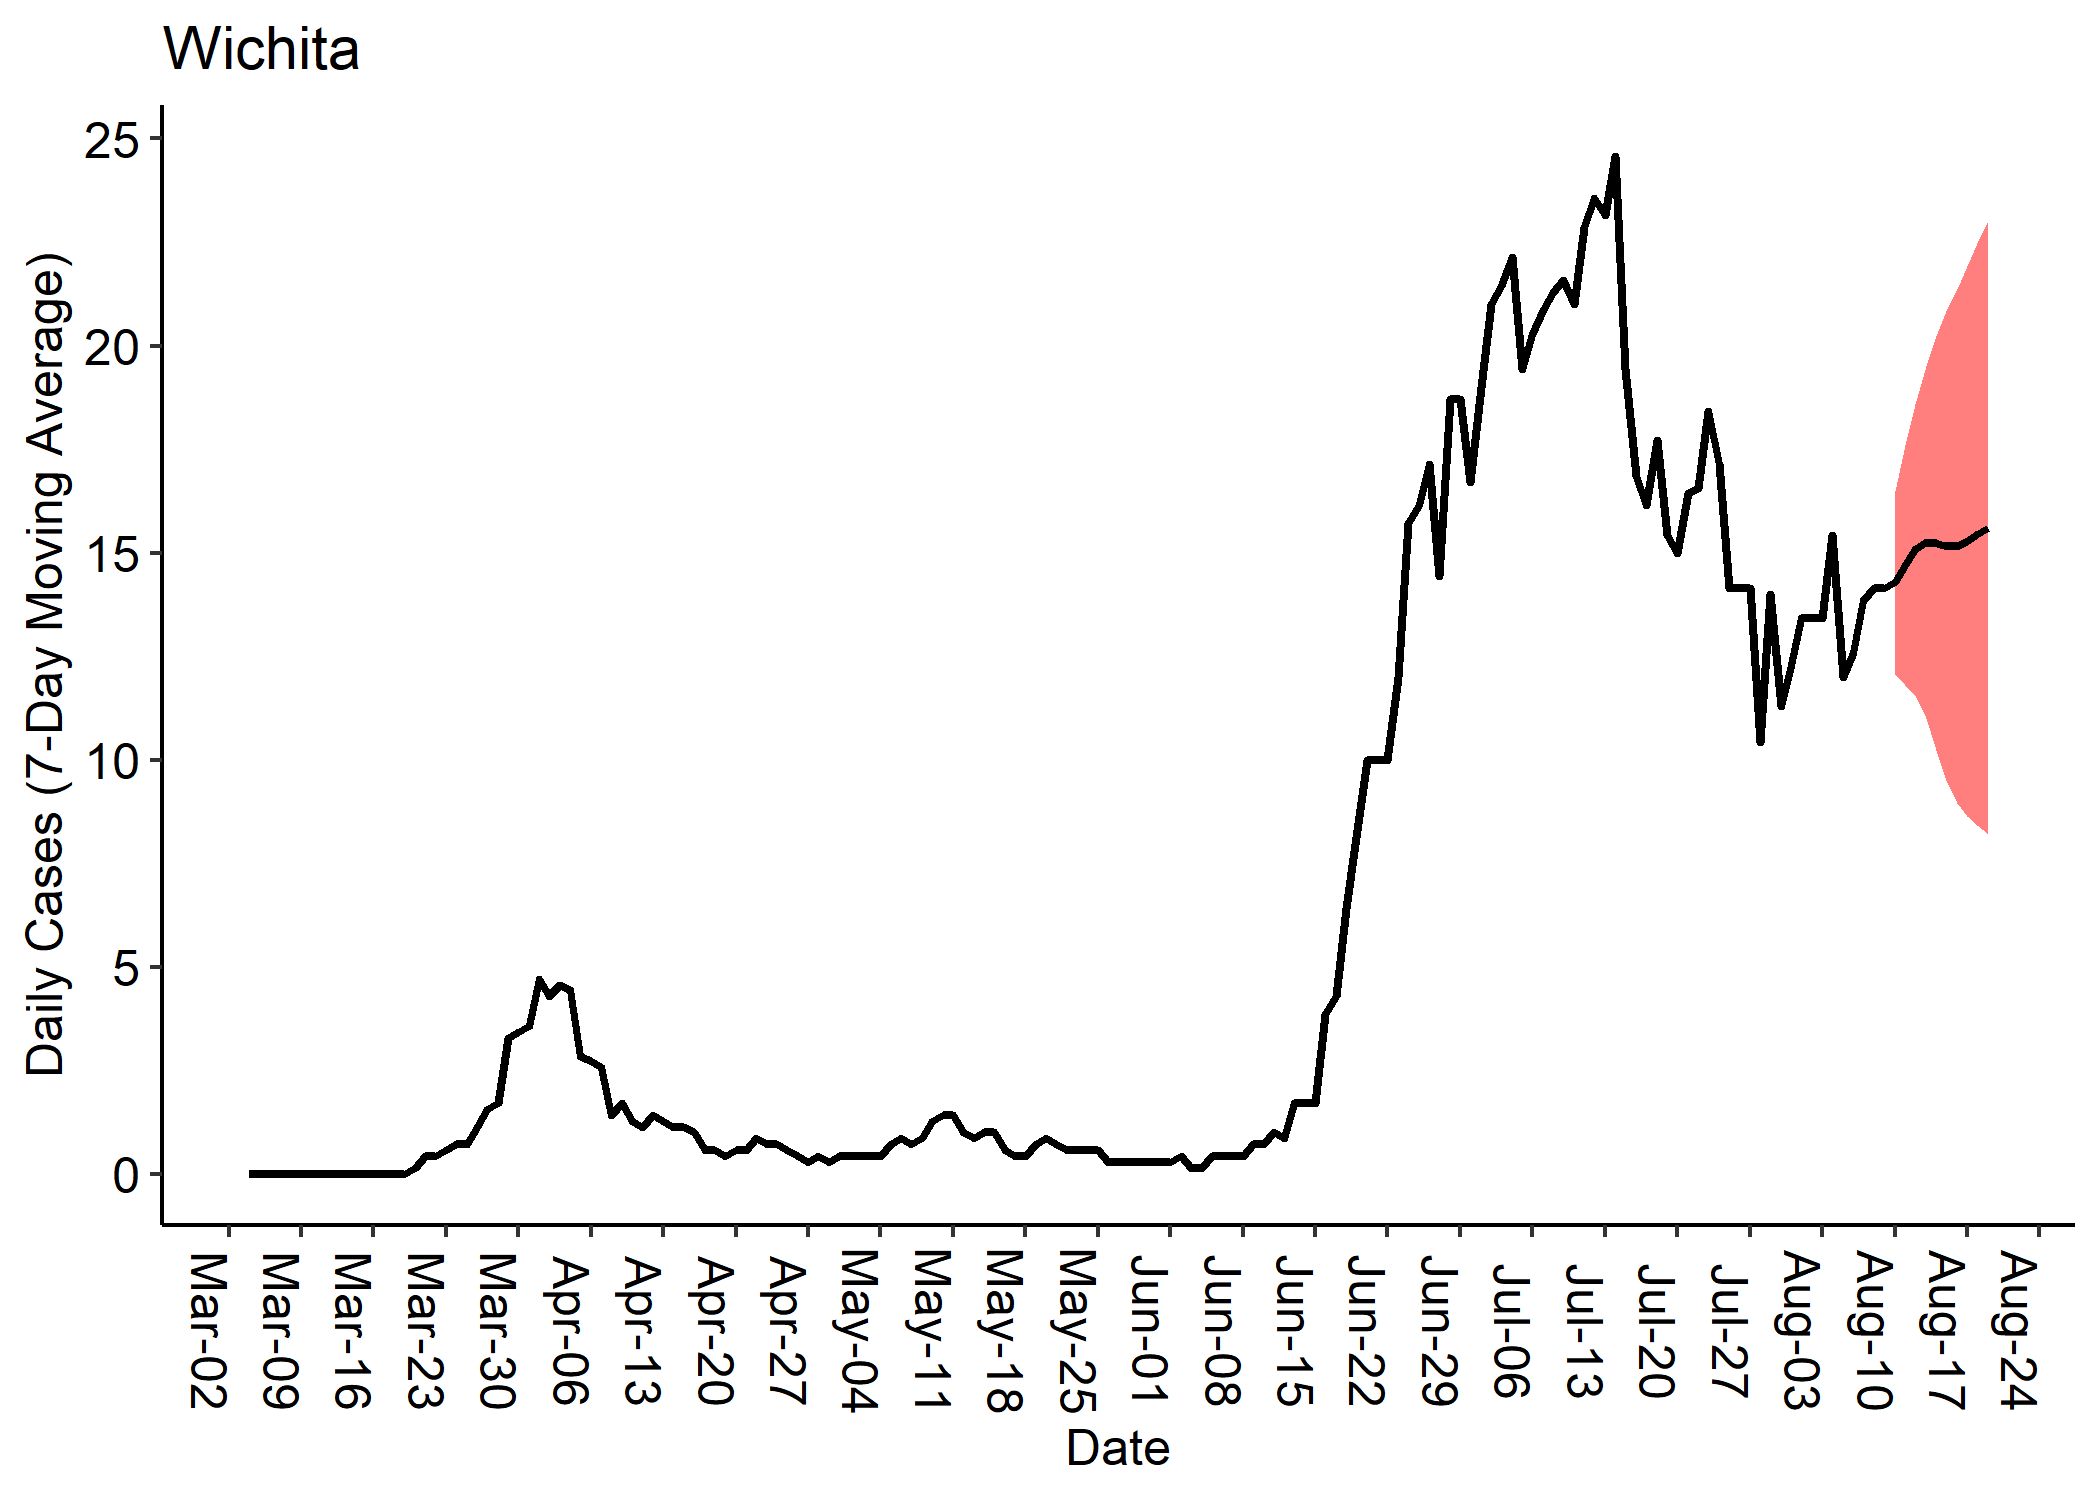 Wichita
Daily Cases (7-Day Moving Average)
25
20
15
10
5
0
Mar-02
Mar-09
Mar-16
Mar-23
Mar-30
Apr-06
Apr-13
Apr-20
Apr-27
May-04
May-11
May-18
May-25
Jun-01
Jun-08
Jun-15
Jun-22
Jun-29
Jul-06
Jul-13
Jul-20
Jul-27
Aug-03
Aug-10
Aug-17
Aug-24
Date